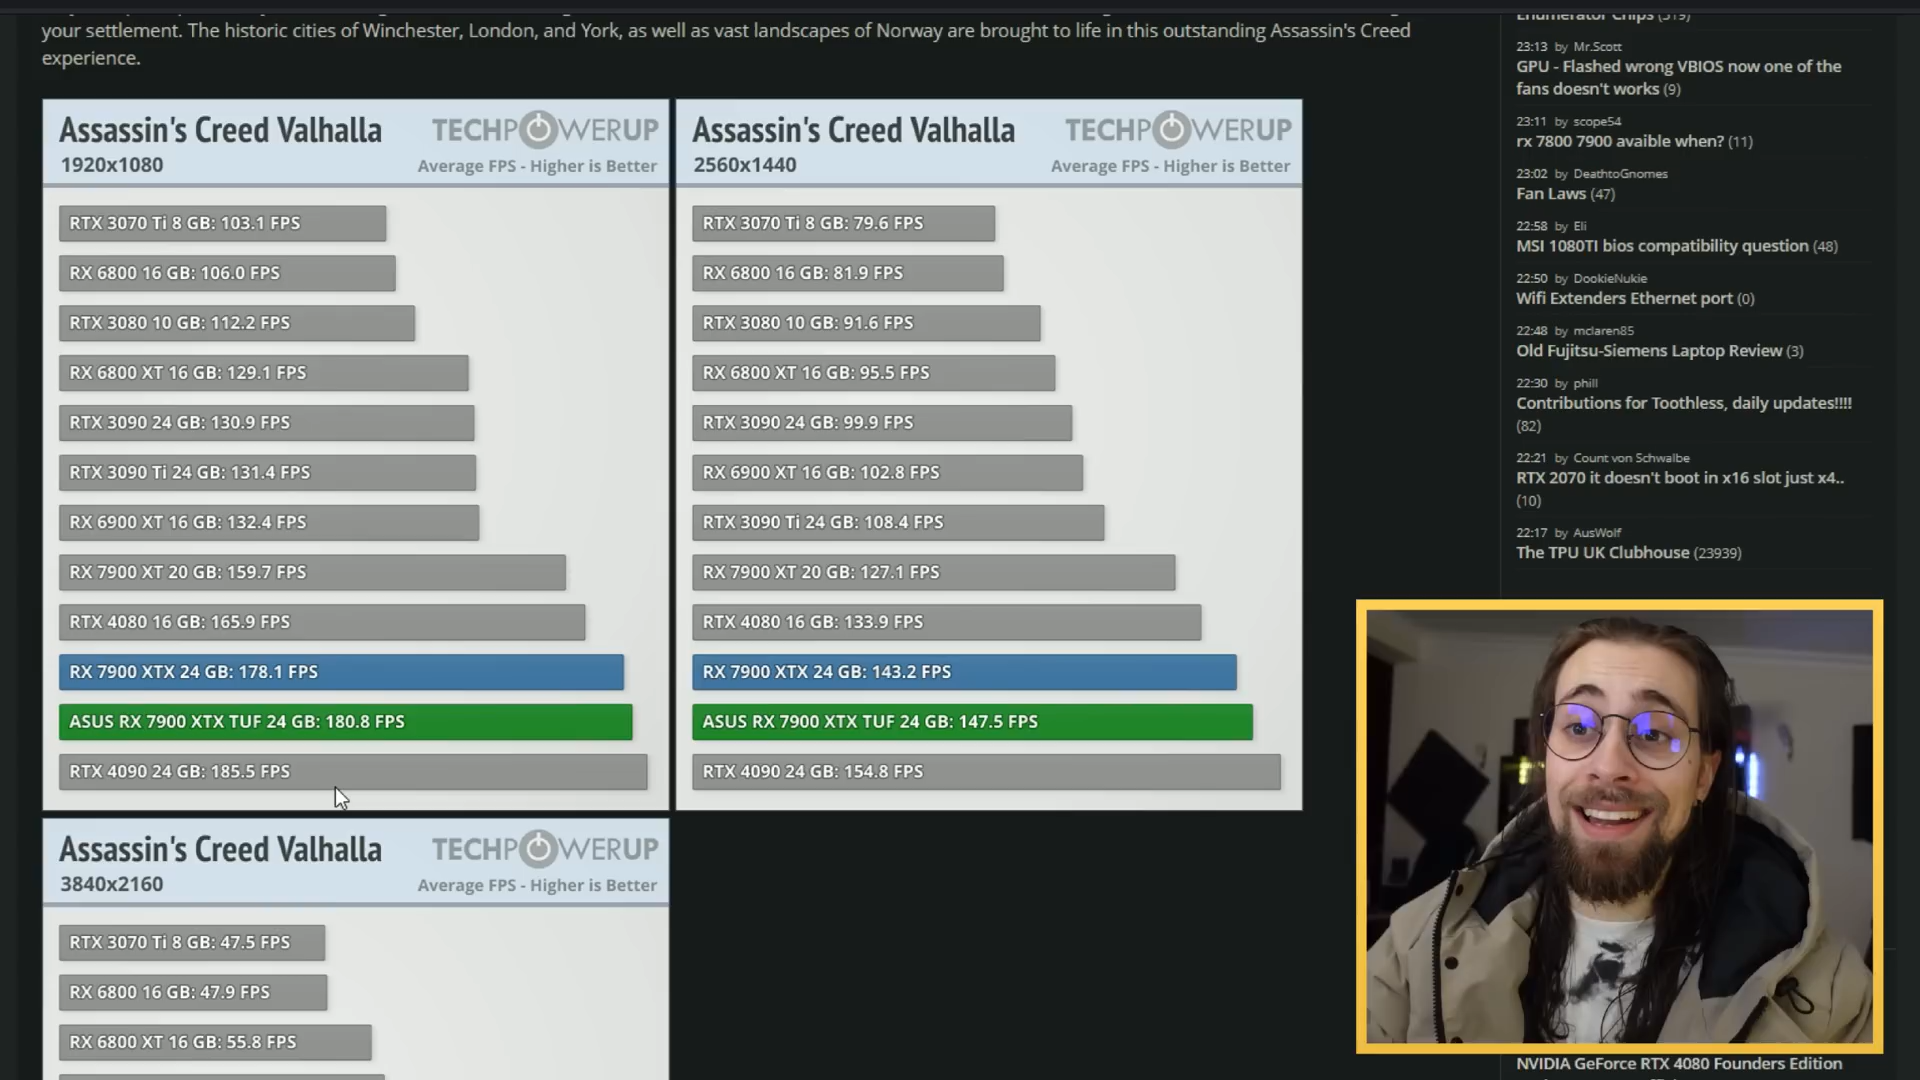 your settlement. The historic cities of Winchester, London, and York, as well as vast landscapes of Norway are brought to life in this outstanding Assassin's Creed
experience.
Assassin's Creed Valhalla
TECHPOWERUP
1920x1080
Average FPS - Higher is Better
RTX 3070 Ti 8 GB: 103.1 FPS
RX 6800 16 GB: 106.0 FPS
RTX 3080 10 GB: 112.2 FPS
RX 6800 XT 16 GB: 129.1 FPS
RTX 3090 24 GB: 130.9 FPS
RTX 3090 Ti 24 GB: 131.4 FPS
RX 6900 XT 16 GB: 132.4 FPS
RX 7900 XT 20 GB: 159.7 FPS
RTX 4080 16 GB: 165.9 FPS
RX 7900 XTX 24 GB: 178.1 FPS
ASUS RX 7900 XTX TUF 24 GB: 180.8 FPS
RTX 4090 24 GB: 185.5 FPS
Assassin's Creed Valhalla
TECHPOWERUP
2560x1440
Average FPS - Higher is Better
RTX 3070 Ti 8 GB: 79.6 FPS
RX 6800 16 GB: 81.9 FPS
RTX 3080 10 GB: 91.6 FPS
RX 6800 XT 16 GB: 95.5 FPS
RTX 3090 24 GB: 99.9 FPS
RX 6900 XT 16 GB: 102.8 FPS
RTX 3090 Ti 24 GB: 108.4 FPS
RX 7900 XT 20 GB: 127.1 FPS
RTX 4080 16 GB: 133.9 FPS
RX 7900 XTX 24 GB: 143.2 FPS
ASUS RX 7900 XTX TUF 24 GB: 147.5 FPS
RTX 4090 24 GB: 154.8 FPS
Assassin's Creed Valhalla
TECHPOWERUP
3840x2160
Average FPS - Higher is Better
RTX 3070 Ti 8 GB: 47.5 FPS
RX 6800 16 GB: 47.9 FPS
RX 6800 XT 16 GB: 55.8 FPS
Enumerator Chips (319)
23:13 by Mr.Scott
GPU - Flashed wrong VBIOS now one of the
fans doesn't works (9)
23:11 by scope54
rx 7800 7900 avaible when? (11)
23:02 by DeathtoGnomes
Fan Laws (47)
22:58 by Eli
MSI 1080TI bios compatibility question (48)
22:50 by DookieNukie
Wifi Extenders Ethernet port (0)
22:48 by mclaren85
Old Fujitsu-Siemens Laptop Review (3)
22:30 by phill
Contributions for Toothless, daily updates!!!!
(82)
22:21 by Count von Schwalbe
RTX 2070 it doesn't boot in x16 slot just x4..
(10)
22:17 by AusWolf
The TPU UK Clubhouse (23939)
NVIDIA GeForce RTX 4080 Founders Edition